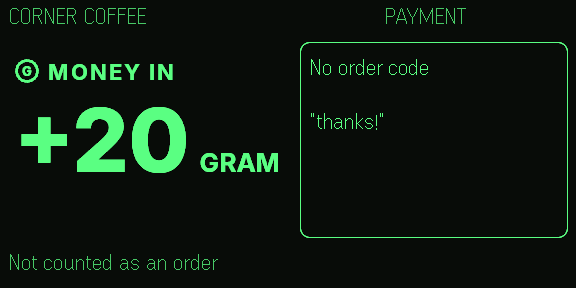 CORNER COFFEE
PAYMENT
G MONEY IN
+20 GRAM
No order code
"thanks!"
Not counted as an order